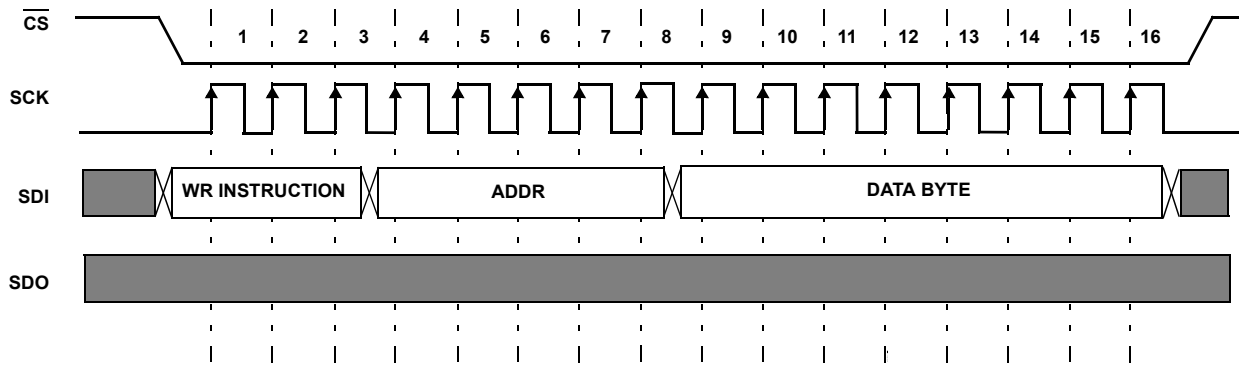 CS
1 2 3 4 5 6 7 8 9 10 11 12 13 14 15 16
SCK
SDI WR INSTRUCTION ADDR DATA BYTE
SDO